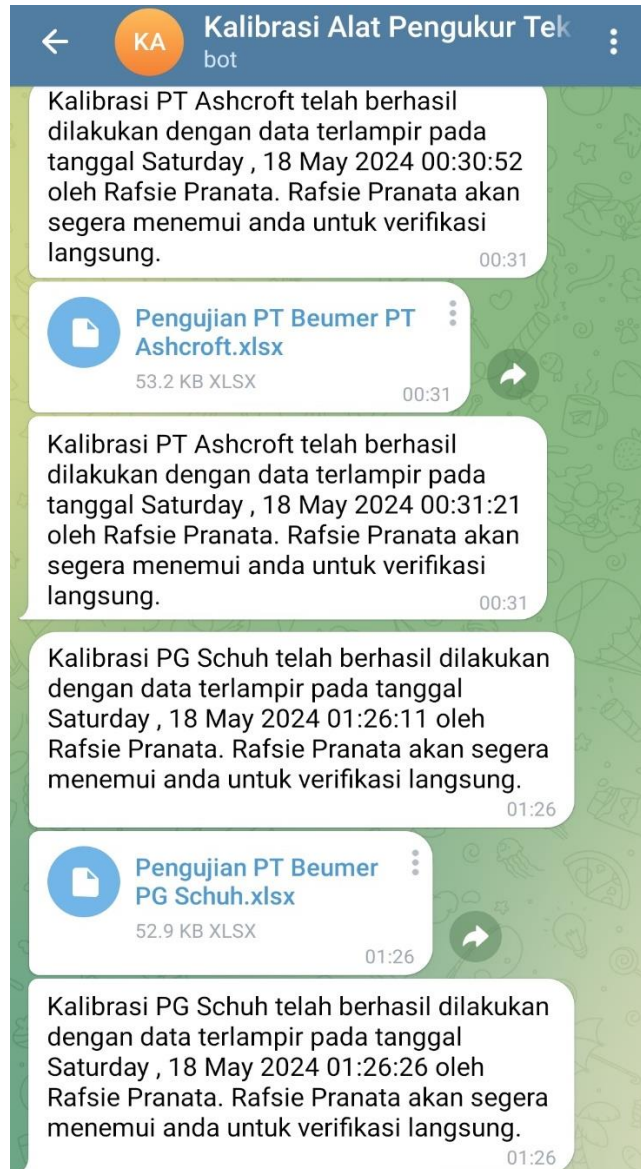 KA
Kalibrasi Alat Pengukur Tek
bot
Kalibrasi PT Ashcroft telah berhasil
dilakukan dengan data terlampir pada
tanggal Saturday , 18 May 2024 00:30:52
oleh Rafsie Pranata. Rafsie Pranata akan
segera menemui anda untuk verifikasi
langsung.
00:31
Pengujian PT Beumer PT
Ashcroft.xlsx
53.2 KB XLSX
00:31
Kalibrasi PT Ashcroft telah berhasil
dilakukan dengan data terlampir pada
tanggal Saturday , 18 May 2024 00:31:21
oleh Rafsie Pranata. Rafsie Pranata akan
segera menemui anda untuk verifikasi
langsung.
00:31
Kalibrasi PG Schuh telah berhasil dilakukan
dengan data terlampir pada tanggal
Saturday , 18 May 2024 01:26:11 oleh
Rafsie Pranata. Rafsie Pranata akan segera
menemui anda untuk verifikasi langsung.
01:26
Pengujian PT Beumer
PG Schuh.xlsx
52.9 KB XLSX
01:26
Kalibrasi PG Schuh telah berhasil dilakukan
dengan data terlampir pada tanggal
Saturday , 18 May 2024 01:26:26 oleh
Rafsie Pranata. Rafsie Pranata akan segera
menemui anda untuk verifikasi langsung.
01:26